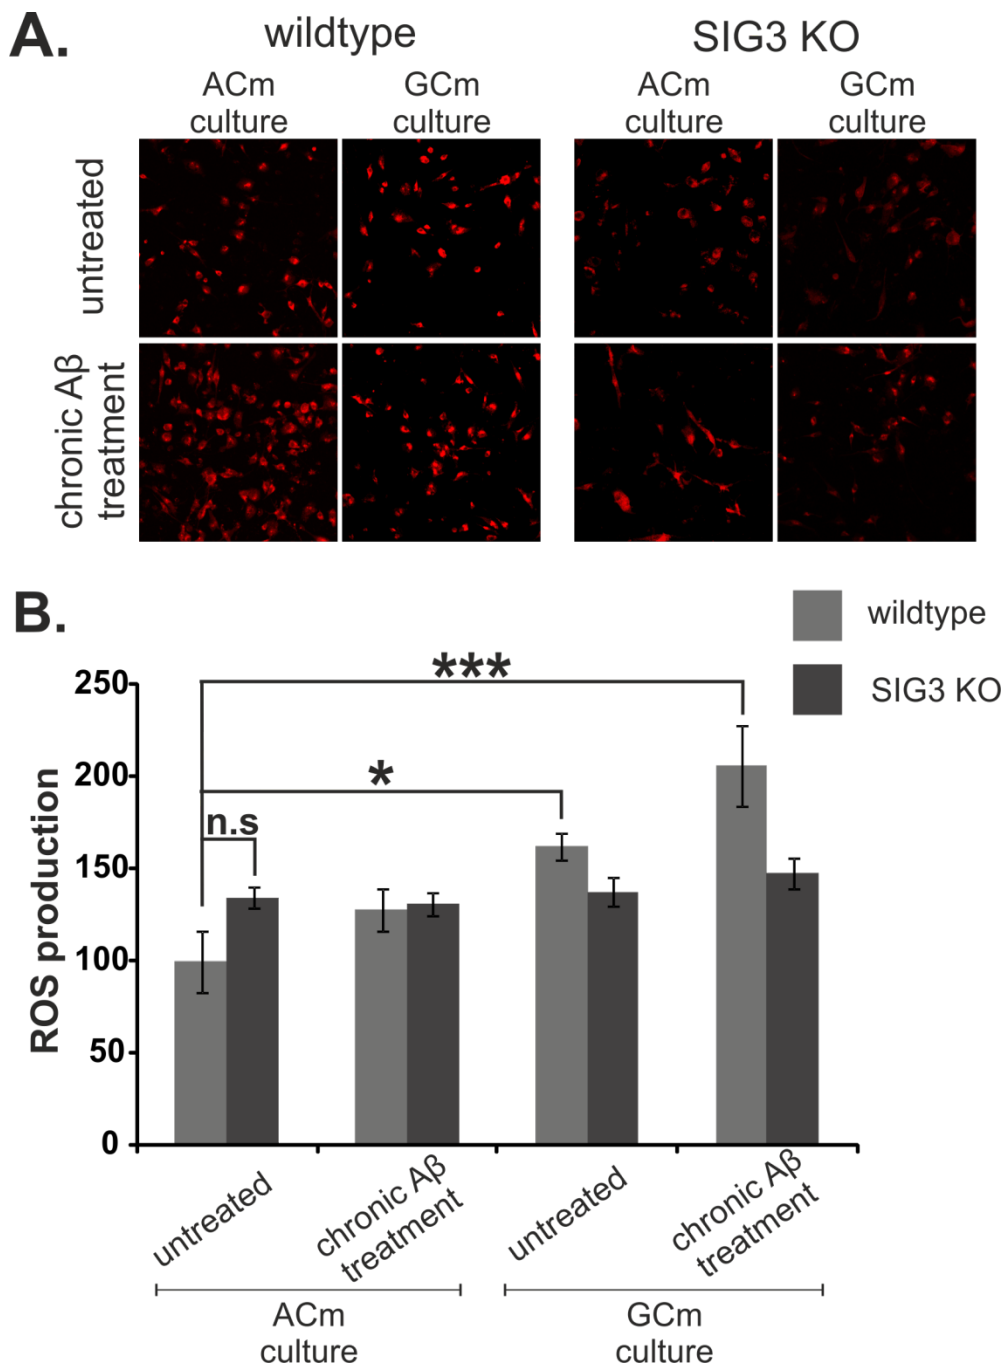 A.
wildtype
SIG3 KO
ACm
culture
GCm
culture
ACm
culture
GCm
culture
untreated
chronic Aβ
treatment
B.
wildtype
SIG3 KO
ROS production
250
200
150
100
50
0
***
*
n.s
untreated
chronic Aβ
treatment
untreated
chronic Aβ
treatment
ACm
culture
GCm
culture